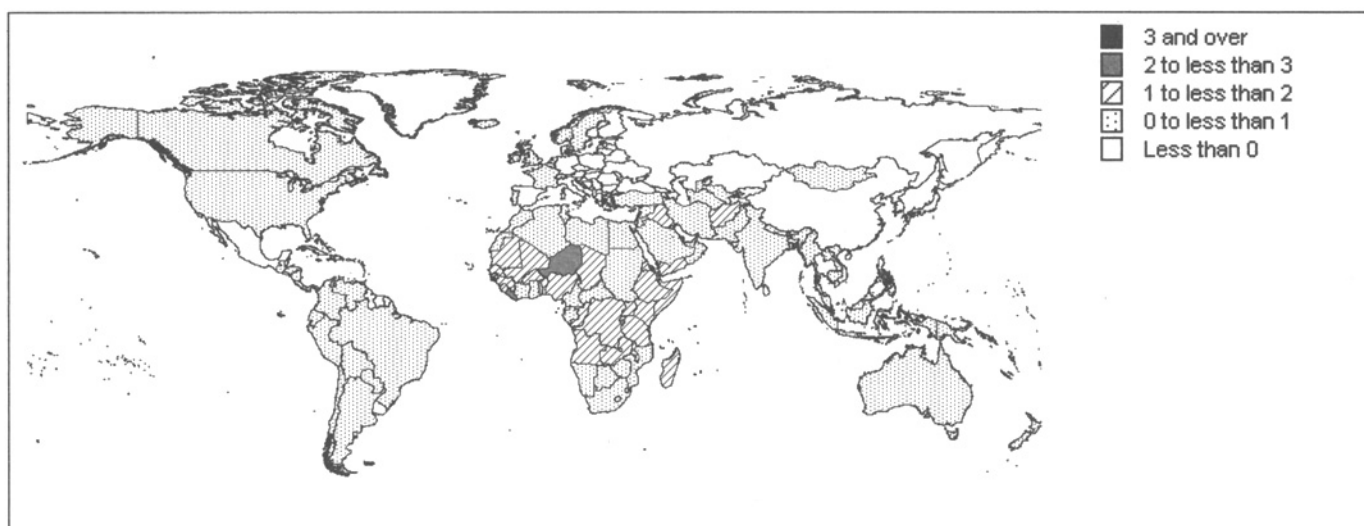 3 and over
2 to less than 3
1 to less than 2
0 to less than 1
Less than 0